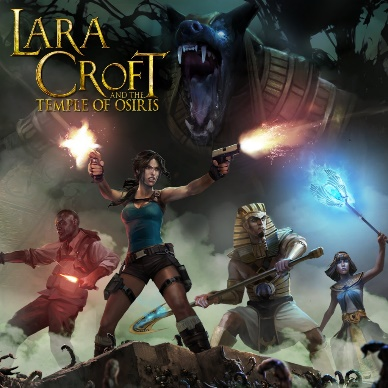 LARA
CROFT
AND THE
TEMPLE OF OSIRIS